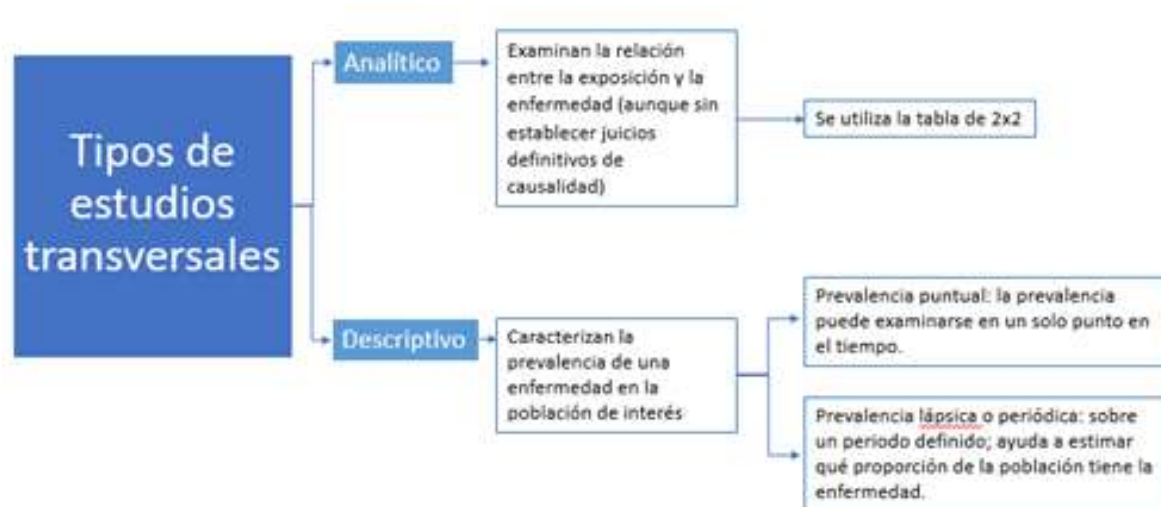 Tipos de
estudios
transversales
Analítico
Examinan la relación
entre la exposición y la
enfermedad (aunque sin
establecer juicios
definitivos de
causalidad)
Se utiliza la tabla de 2x2
Descriptivo
Caracterizan la
prevalencia de una
enfermedad en la
población de interés
Prevalencia puntual: la prevalencia
puede examinarse en un solo punto en
el tiempo.
Prevalencia lápsica o periódica: sobre
un periodo definido; ayuda a estimar
qué proporción de la población tiene la
enfermedad.